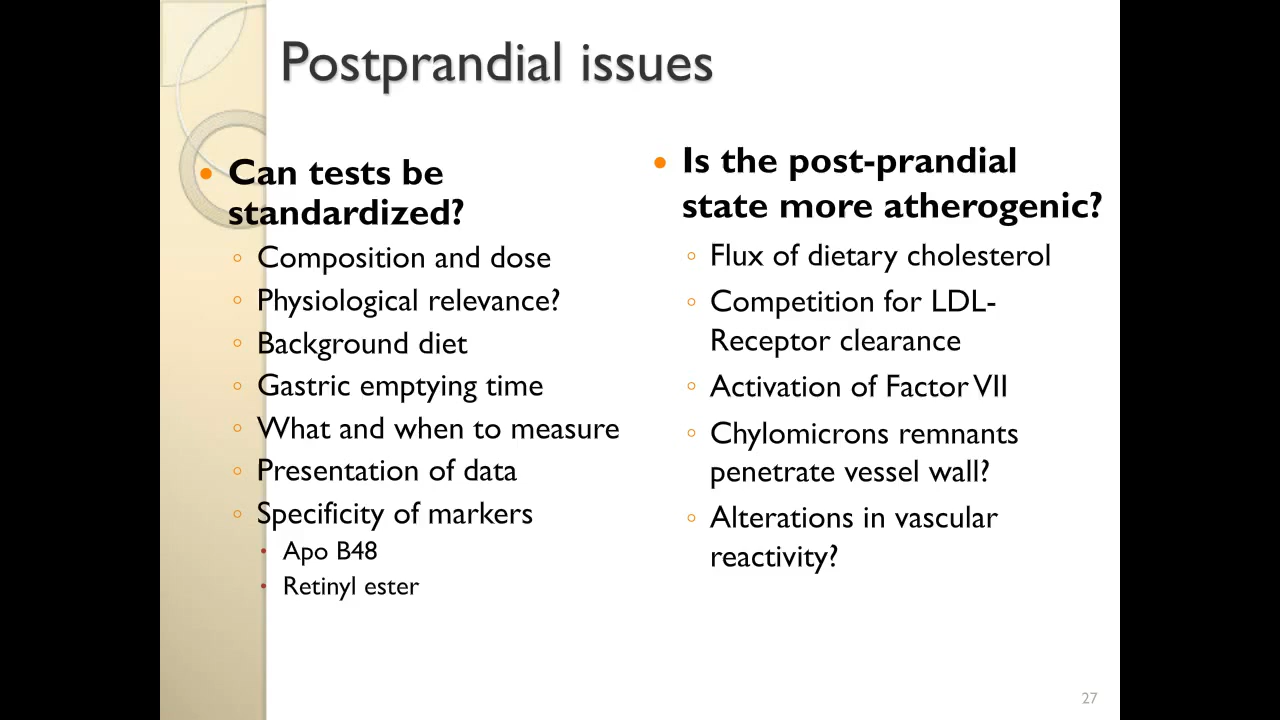 Postprandial issues
• Can tests be
standardized?
◦ Composition and dose
◦ Physiological relevance?
◦ Background diet
◦ Gastric emptying time
◦ What and when to measure
◦ Presentation of data
◦ Specificity of markers
• Apo B48
• Retinyl ester
• Is the post-prandial
state more atherogenic?
◦ Flux of dietary cholesterol
◦ Competition for LDL-
Receptor clearance
◦ Activation of Factor VII
◦ Chylomicrons remnants
penetrate vessel wall?
◦ Alterations in vascular
reactivity?
27